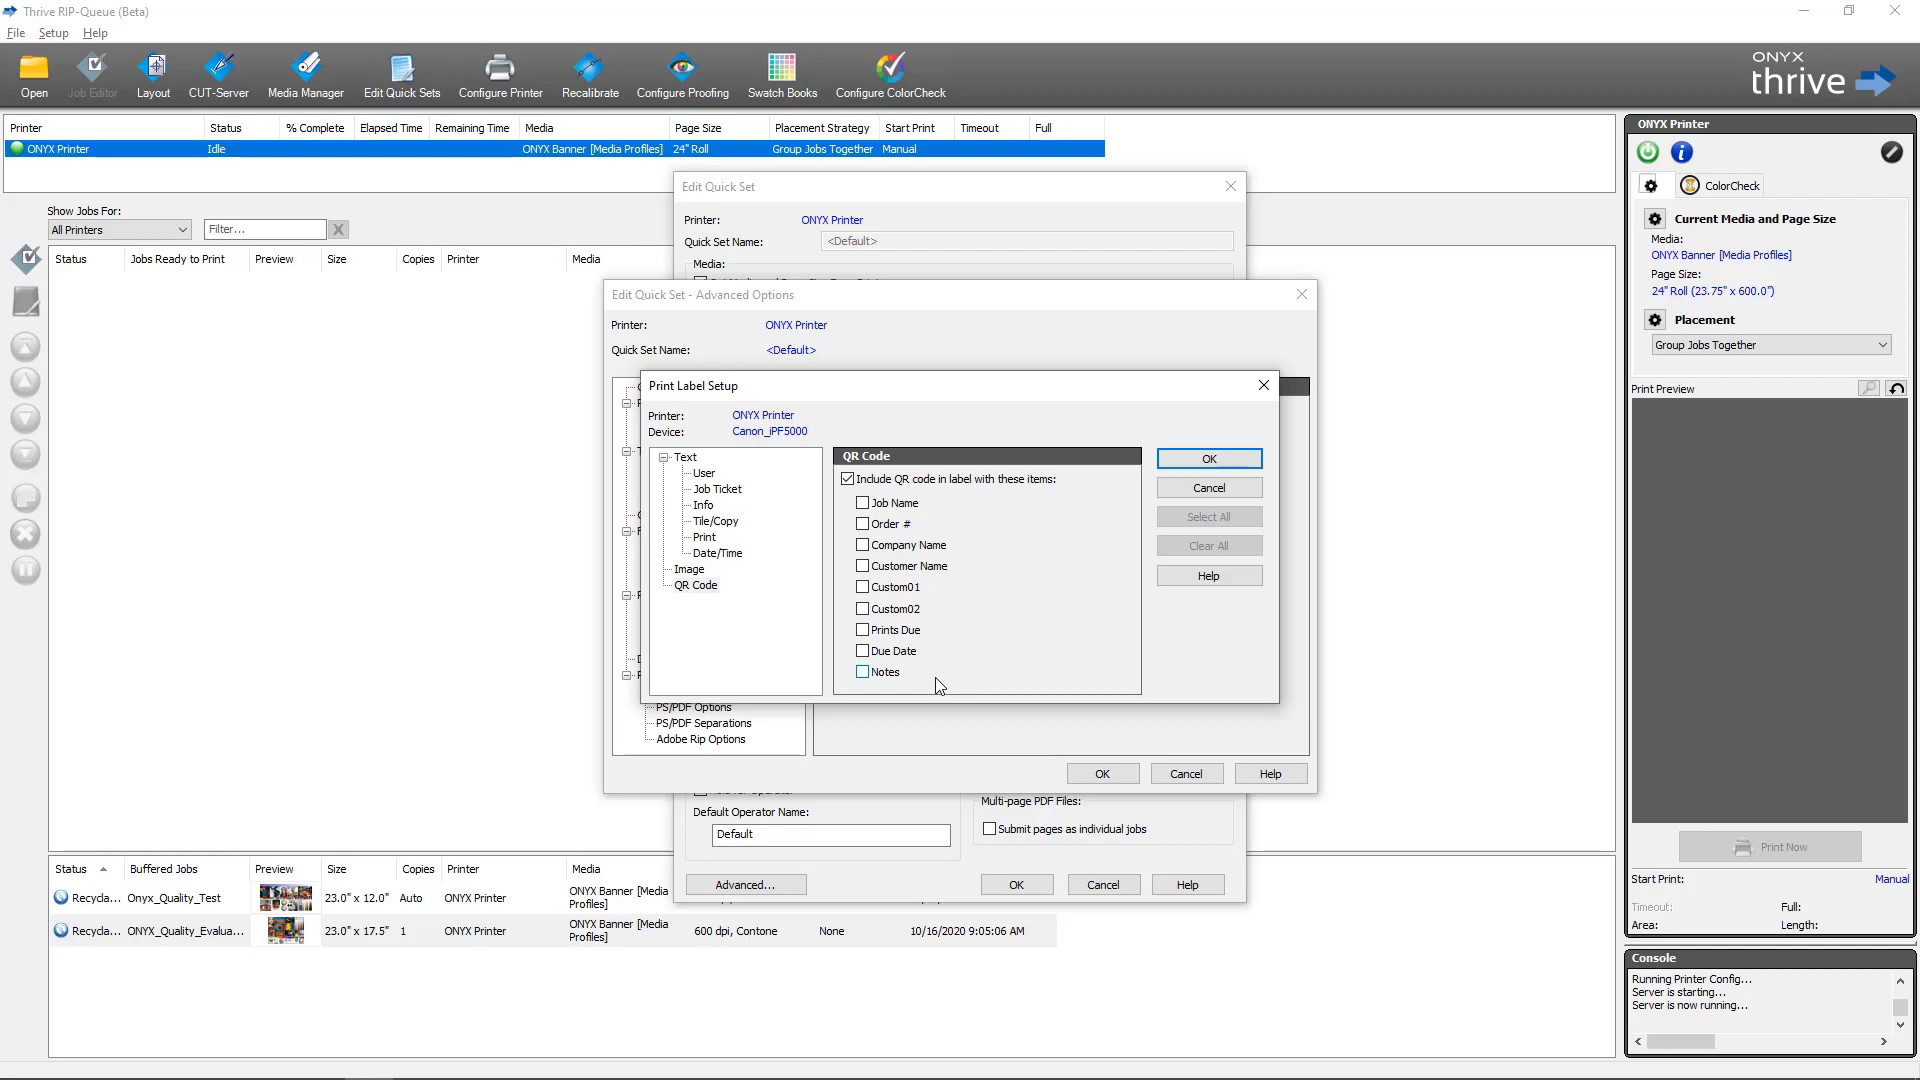 Thrive RIP-Queue (Beta)
File Setup Help
Open Job Editor Layout CUT-Server Media Manager Edit Quick Sets Configure Printer Recalibrate Configure Proofing Swatch Books Configure ColorCheck
ONYX
thrive
Printer Status % Complete Elapsed Time Remaining Time Media Page Size Placement Strategy Start Print Timeout Full
ONYX Printer Idle ONYX Banner [Media Profiles] 24" Roll Group Jobs Together Manual
Show Jobs For:
All Printers Filter... X
Status Jobs Ready to Print Preview Size Copies Printer Media
Edit Quick Set
Printer: ONYX Printer
Quick Set Name: <Default>
Media:
Edit Quick Set - Advanced Options
Printer: ONYX Printer
Quick Set Name: <Default>
Print Label Setup
Printer: ONYX Printer
Device: Canon_iPF5000
Text
User
Job Ticket
Info
Tile/Copy
Print
Date/Time
Image
QR Code
QR Code
Include QR code in label with these items:
Job Name
Order #
Company Name
Customer Name
Custom01
Custom02
Prints Due
Due Date
Notes
OK
Cancel
Select All
Clear All
Help
PS/PDF Options
PS/PDF Separations
Adobe Rip Options
OK Cancel Help
Default Operator Name:
Default
Multi-page PDF Files:
Submit pages as individual jobs
Advanced... OK Cancel Help
Status Buffered Jobs Preview Size Copies Printer Media
Recycla... Onyx_Quality_Test 23.0" x 12.0" Auto ONYX Printer ONYX Banner [Media
Profiles]
Recycla... ONYX_Quality_Evalua... 23.0" x 17.5" 1 ONYX Printer ONYX Banner [Media
Profiles] 600 dpi, Contone None 10/16/2020 9:05:06 AM
ONYX Printer
ColorCheck
Current Media and Page Size
Media:
ONYX Banner [Media Profiles]
Page Size:
24" Roll (23.75" x 600.0")
Placement
Group Jobs Together
Print Preview
Print Now
Start Print: Manual
Timeout: Full:
Area: Length:
Console
Running Printer Config...
Server is starting...
Server is now running...